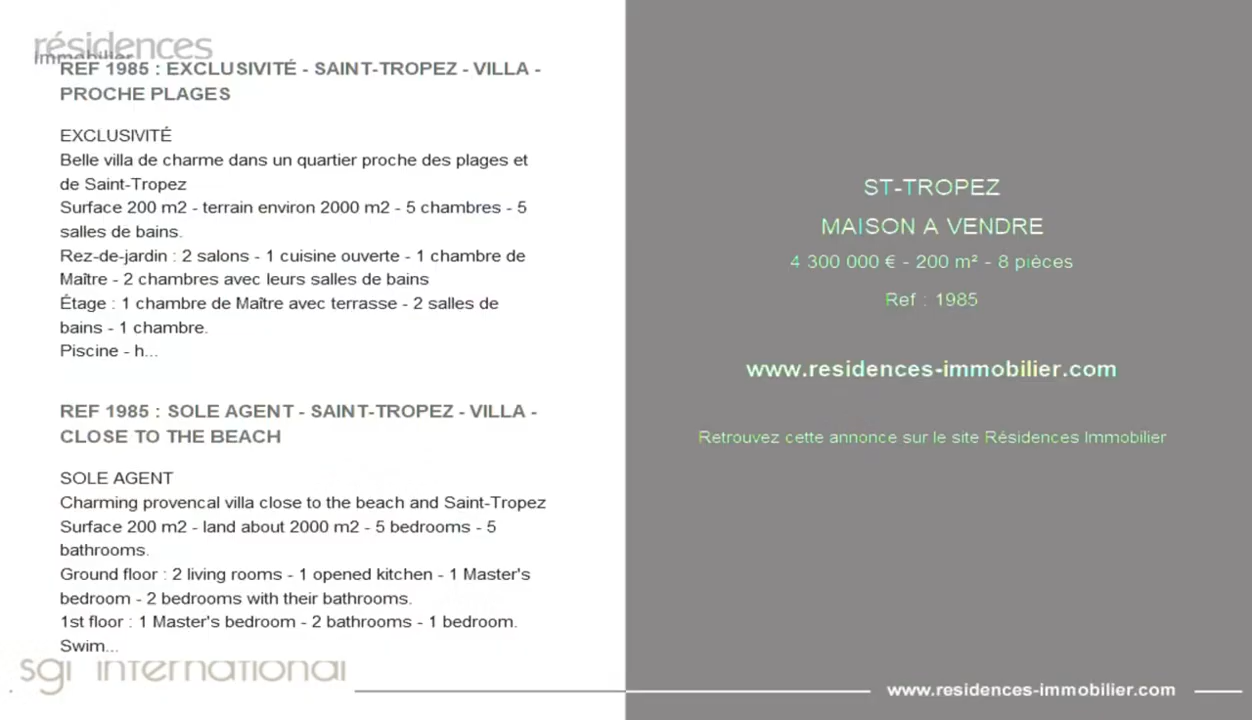 résidences
Immobilier
REF 1985 : EXCLUSIVITÉ - SAINT-TROPEZ - VILLA -
PROCHE PLAGES
EXCLUSIVITÉ
Belle villa de charme dans un quartier proche des plages et
de Saint-Tropez
Surface 200 m2 - terrain environ 2000 m2 - 5 chambres - 5
salles de bains.
Rez-de-jardin : 2 salons - 1 cuisine ouverte - 1 chambre de
Maître - 2 chambres avec leurs salles de bains
Étage : 1 chambre de Maître avec terrasse - 2 salles de
bains - 1 chambre.
Piscine - h...
REF 1985 : SOLE AGENT - SAINT-TROPEZ - VILLA -
CLOSE TO THE BEACH
SOLE AGENT
Charming provencal villa close to the beach and Saint-Tropez
Surface 200 m2 - land about 2000 m2 - 5 bedrooms - 5
bathrooms.
Ground floor : 2 living rooms - 1 opened kitchen - 1 Master's
bedroom - 2 bedrooms with their bathrooms.
1st floor : 1 Master's bedroom - 2 bathrooms - 1 bedroom.
Swim...
sgi international
ST-TROPEZ
MAISON A VENDRE
4 300 000 € - 200 m² - 8 pièces
Ref : 1985
www.residences-immobilier.com
Retrouvez cette annonce sur le site Résidences Immobilier
www.residences-immobilier.com